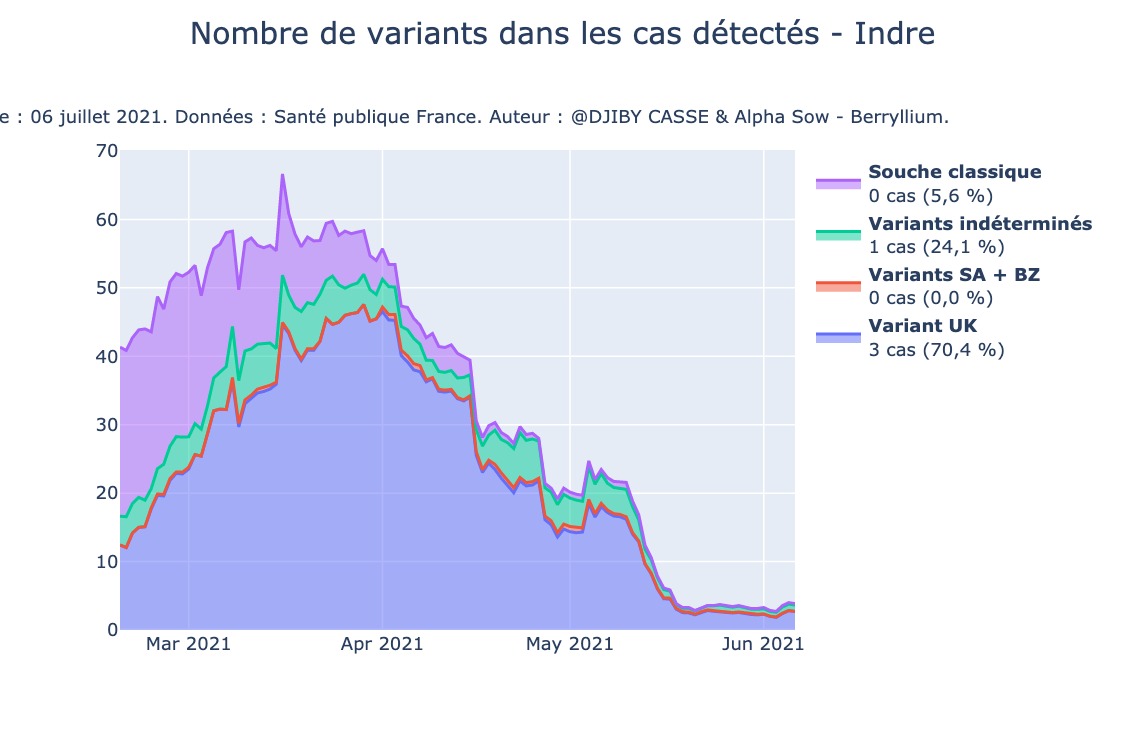 Nombre de variants dans les cas détectés - Indre
: 06 juillet 2021. Données : Santé publique France. Auteur : @DJIBY CASSE & Alpha Sow - Berryllium.
70
60
50
40
30
20
10
0
Mar 2021
Apr 2021
May 2021
Jun 2021
Souche classique
0 cas (5,6 %)
Variants indéterminés
1 cas (24,1 %)
Variants SA + BZ
0 cas (0,0 %)
Variant UK
3 cas (70,4 %)